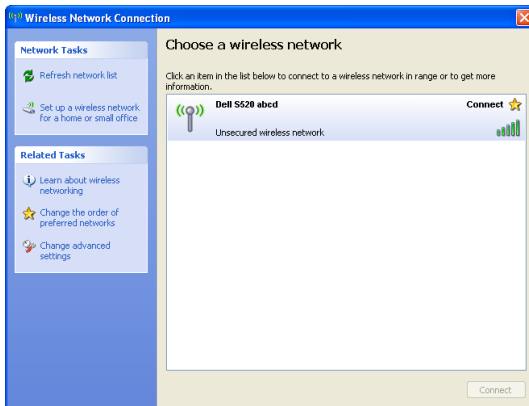 Wireless Network Connection
Network Tasks
Refresh network list
Set up a wireless network
for a home or small office
Related Tasks
Learn about wireless
networking
Change the order of
preferred networks
Change advanced
settings
Choose a wireless network
Click an item in the list below to connect to a wireless network in range or to get more
information.
Dell S520 abcd
Connect
Unsecured wireless network
Connect